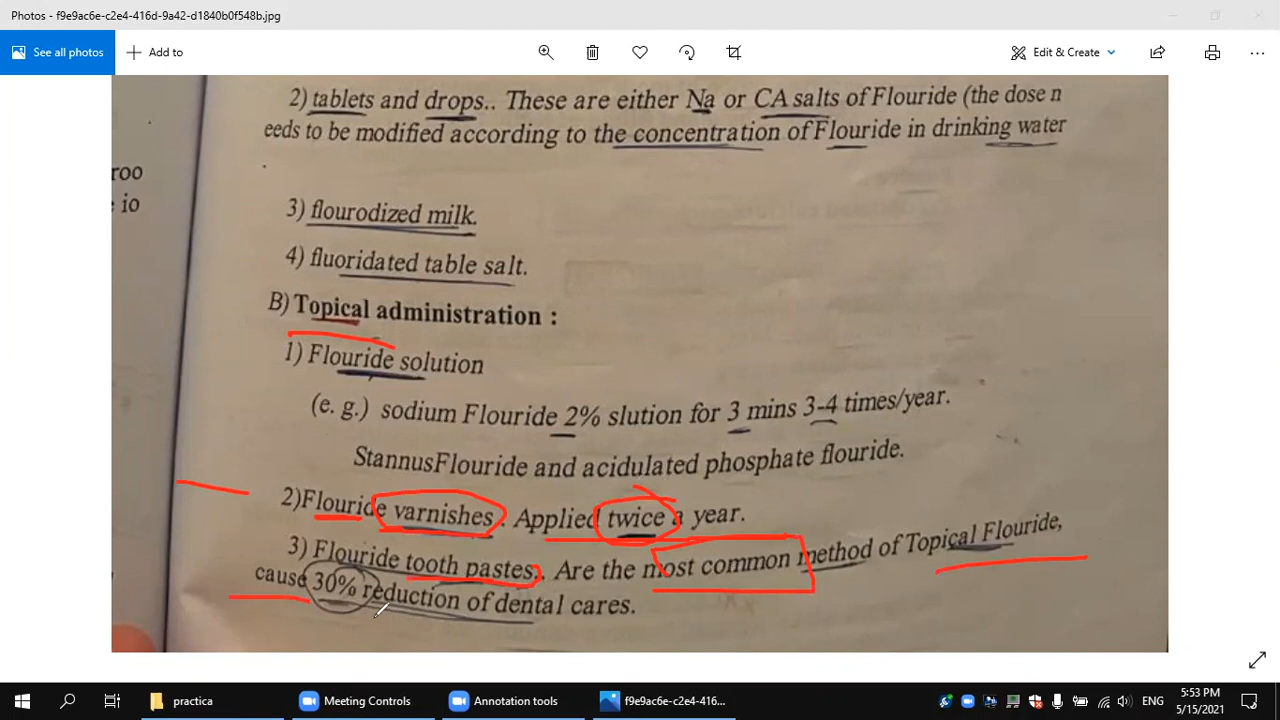 Photos - f9e9ac6e-c2e4-416d-9a42-d1840b0f548b.jpg
See all photos
Add to
Edit & Create
2) tablets and drops.. These are either Na or CA salts of Flouride (the dose n
eeds to be modified according to the concentration of Flouride in drinking water
roo
io
3) flourodized milk.
4) fluoridated table salt.
B) Topical administration :
1) Flouride solution
(e. g.) sodium Flouride 2% slution for 3 mins 3-4 times/year.
StannusFlouride and acidulated phosphate flouride.
2)Flouride varnishes . Applied twice a year.
3) Flouride tooth pastes.. Are the most common method of Topical Flouride,
cause 30% reduction of dental cares.
practica
Meeting Controls
Annotation tools
f9e9ac6e-c2e4-416...
ENG
5:53 PM
5/15/2021